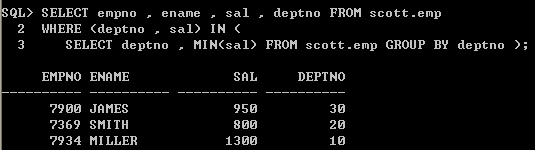 SQL> SELECT empno , ename , sal , deptno FROM scott.emp
2 WHERE (deptno , sal) IN (
3 SELECT deptno , MIN(sal) FROM scott.emp GROUP BY deptno );
EMPNO ENAME SAL DEPTNO
---------- ---------- ---------- ----------
7900 JAMES 950 30
7369 SMITH 800 20
7934 MILLER 1300 10